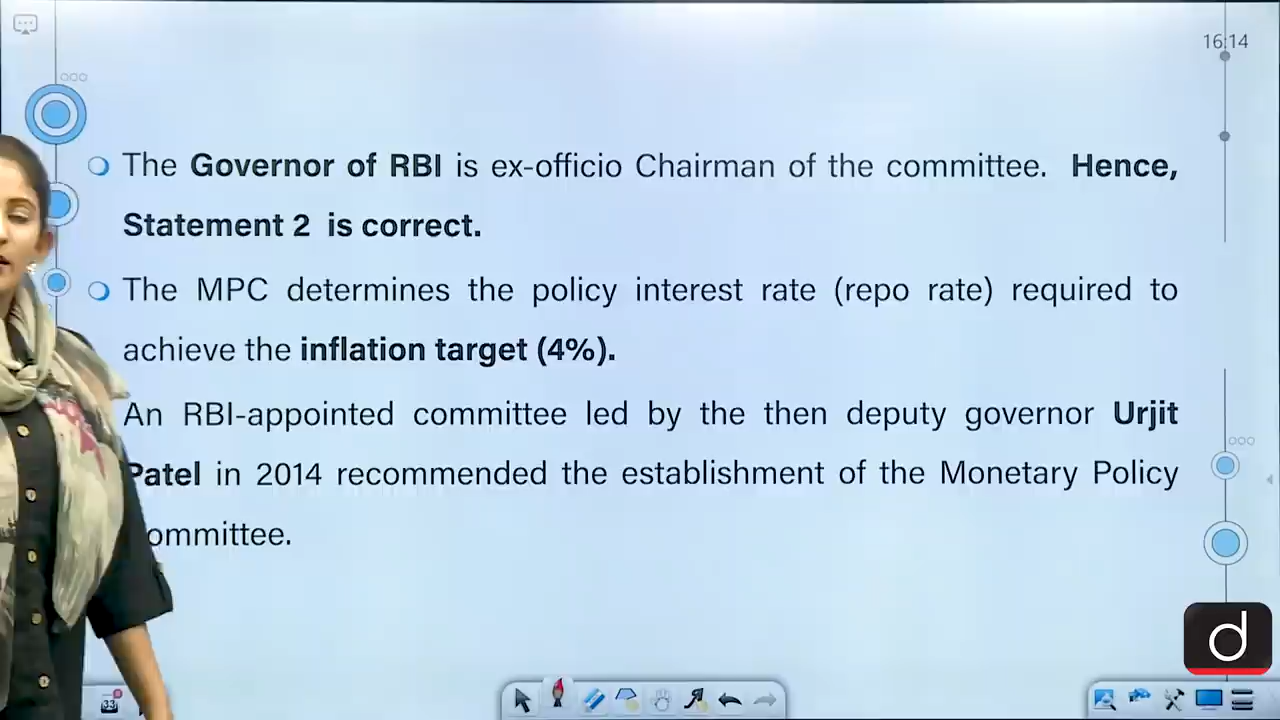 16:14
The Governor of RBI is ex-officio Chairman of the committee. Hence,
Statement 2 is correct.
The MPC determines the policy interest rate (repo rate) required to
achieve the inflation target (4%).
An RBI-appointed committee led by the then deputy governor Urjit
Patel in 2014 recommended the establishment of the Monetary Policy
ommittee.
d
33